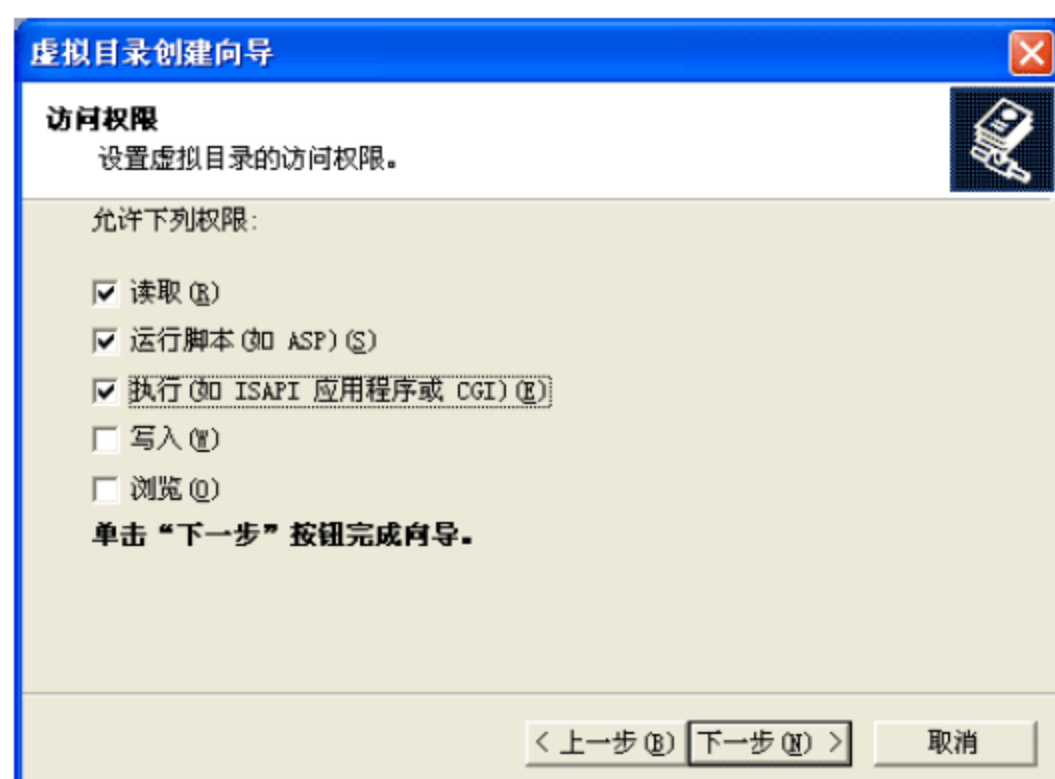 虚拟目录创建向导
访问权限
设置虚拟目录的访问权限。
允许下列权限:
读取(R)
运行脚本(如 ASP)(S)
执行(如 ISAPI 应用程序或 CGI)(E)
写入(W)
浏览(O)
单击“下一步”按钮完成向导。
< 上一步(B) 下一步(N) > 取消